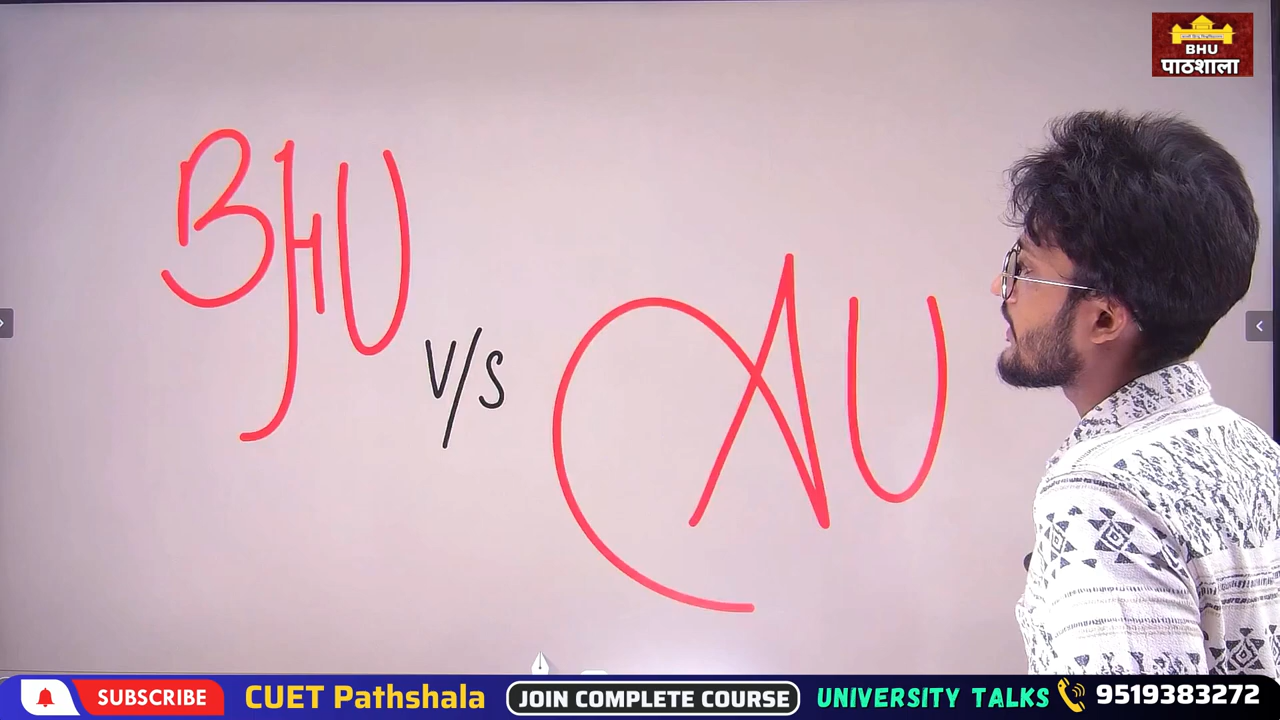 BHU
पाठशाला
BHU
V/S
AU
SUBSCRIBE
CUET Pathshala
JOIN COMPLETE COURSE
UNIVERSITY TALKS
9519383272